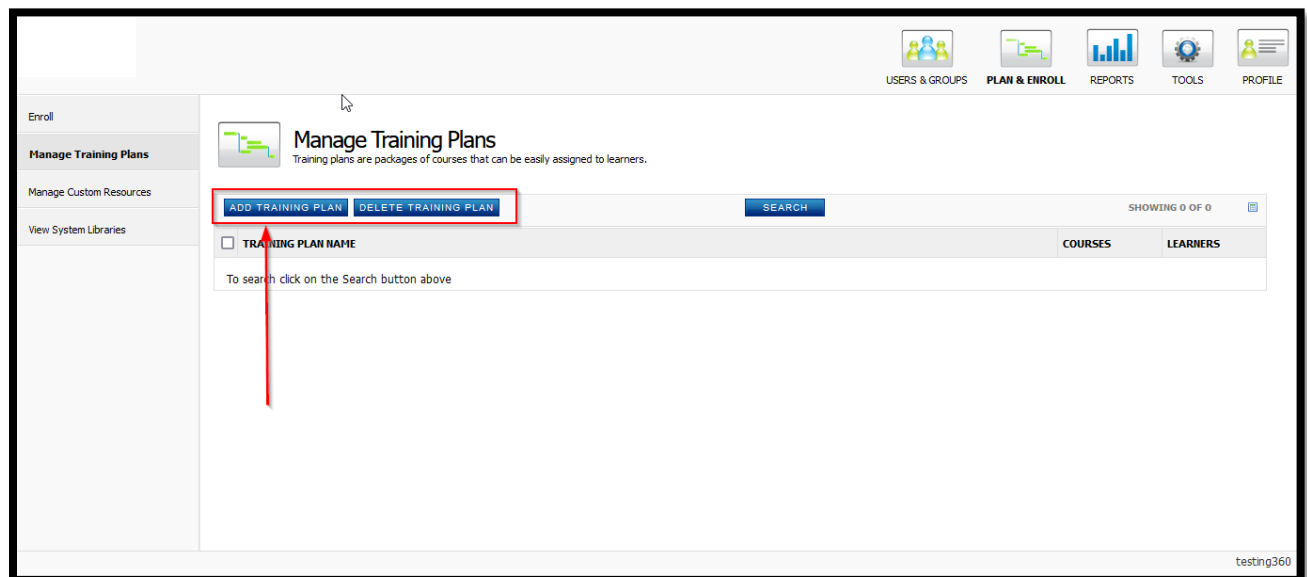 USERS & GROUPS PLAN & ENROLL REPORTS TOOLS PROFILE
Enroll
Manage Training Plans
Manage Custom Resources
View System Libraries
Manage Training Plans
Training plans are packages of courses that can be easily assigned to learners.
ADD TRAINING PLAN DELETE TRAINING PLAN SEARCH SHOWING 0 OF 0
TRAINING PLAN NAME COURSES LEARNERS
To search click on the Search button above
testing360